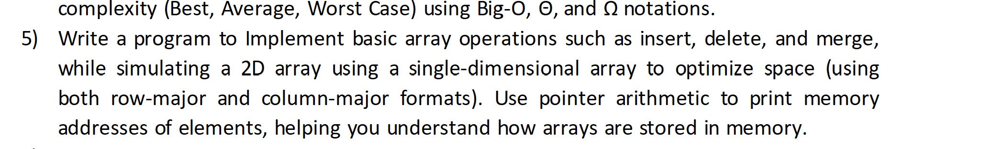 complexity (Best, Average, Worst Case) using Big-O, Θ, and Ω notations.
5) Write a program to Implement basic array operations such as insert, delete, and merge,
while simulating a 2D array using a single-dimensional array to optimize space (using
both row-major and column-major formats). Use pointer arithmetic to print memory
addresses of elements, helping you understand how arrays are stored in memory.